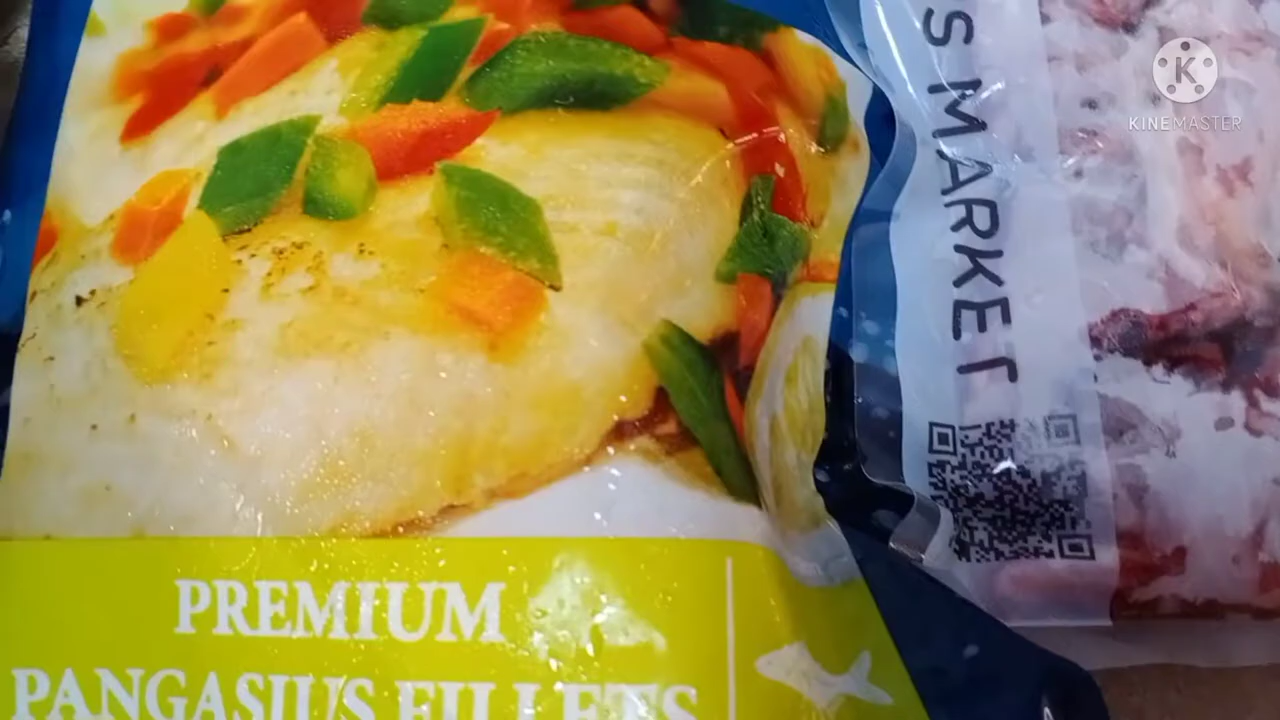 PREMIUM
PANGASIUS FILLETS
S MARKET
K
KINEMASTER